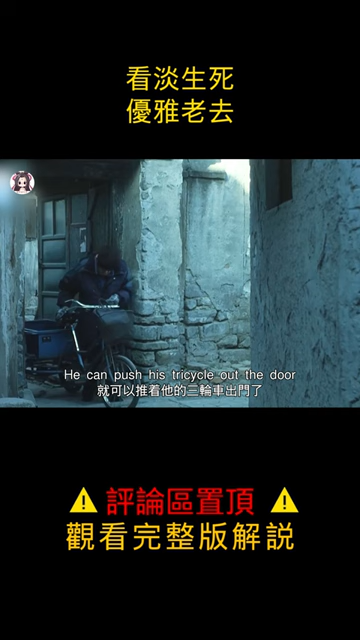 看淡生死
優雅老去
He can push his tricycle out the door
就可以推着他的三輪車出門了
評論區置頂
觀看完整版解説